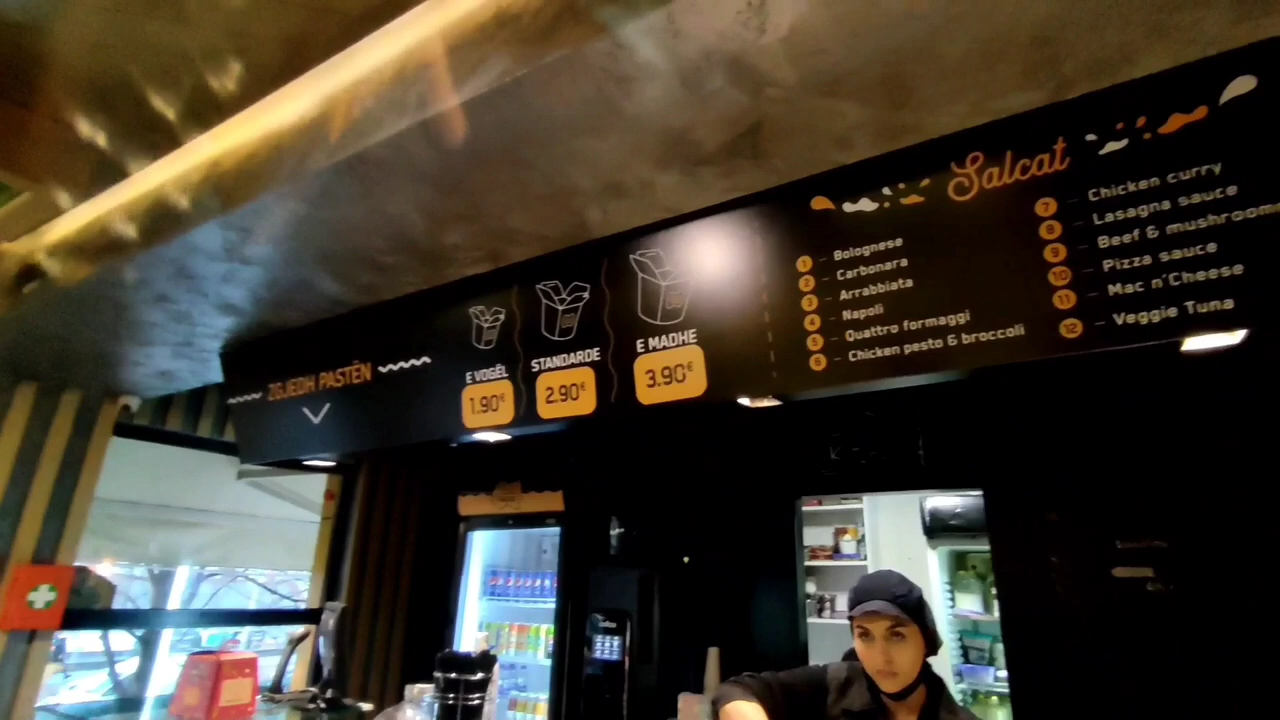 ZGJEDH PASTËN
E VOGËL
1.90€
STANDARDE
2.90€
E MADHE
3.90€
Salcat
1 – Bolognese
2 – Carbonara
3 – Arrabbiata
4 – Napoli
5 – Quattro formaggi
6 – Chicken pesto & broccoli
7 – Chicken curry
8 – Lasagna sauce
9 – Beef & mushroom
10 – Pizza sauce
11 – Mac n'Cheese
12 – Veggie Tuna